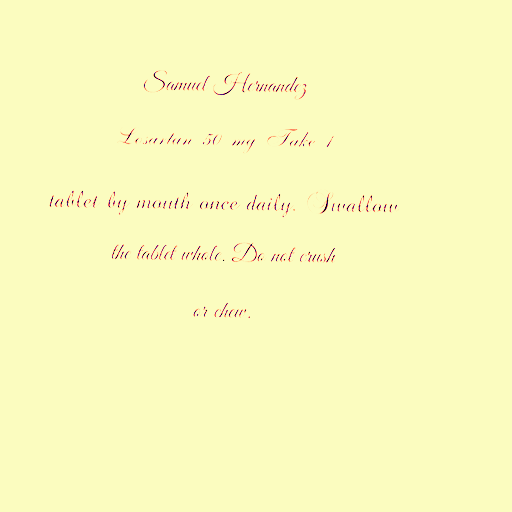 Samuel Hernandez
Losartan 50 mg Take 1
tablet by mouth once daily. Swallow
the tablet whole. Do not crush
or chew.